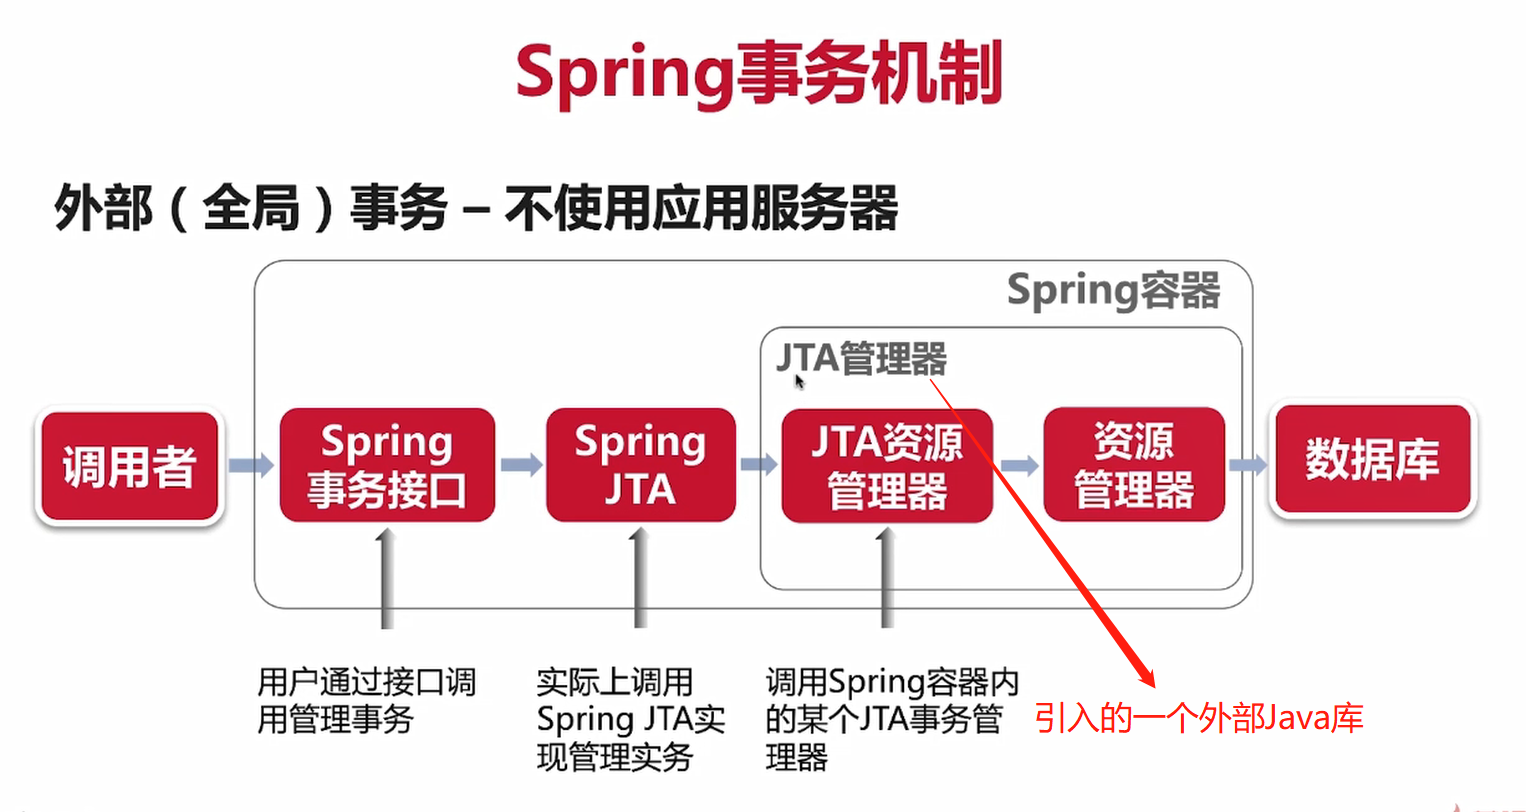 Spring事务机制
外部（全局）事务 – 不使用应用服务器
Spring容器
JTA管理器
调用者
Spring
事务接口
Spring
JTA
JTA资源
管理器
资源
管理器
数据库
用户通过接口调
用管理事务
实际上调用
Spring JTA实
现管理实务
调用Spring容器内
的某个JTA事务管
理器
引入的一个外部Java库